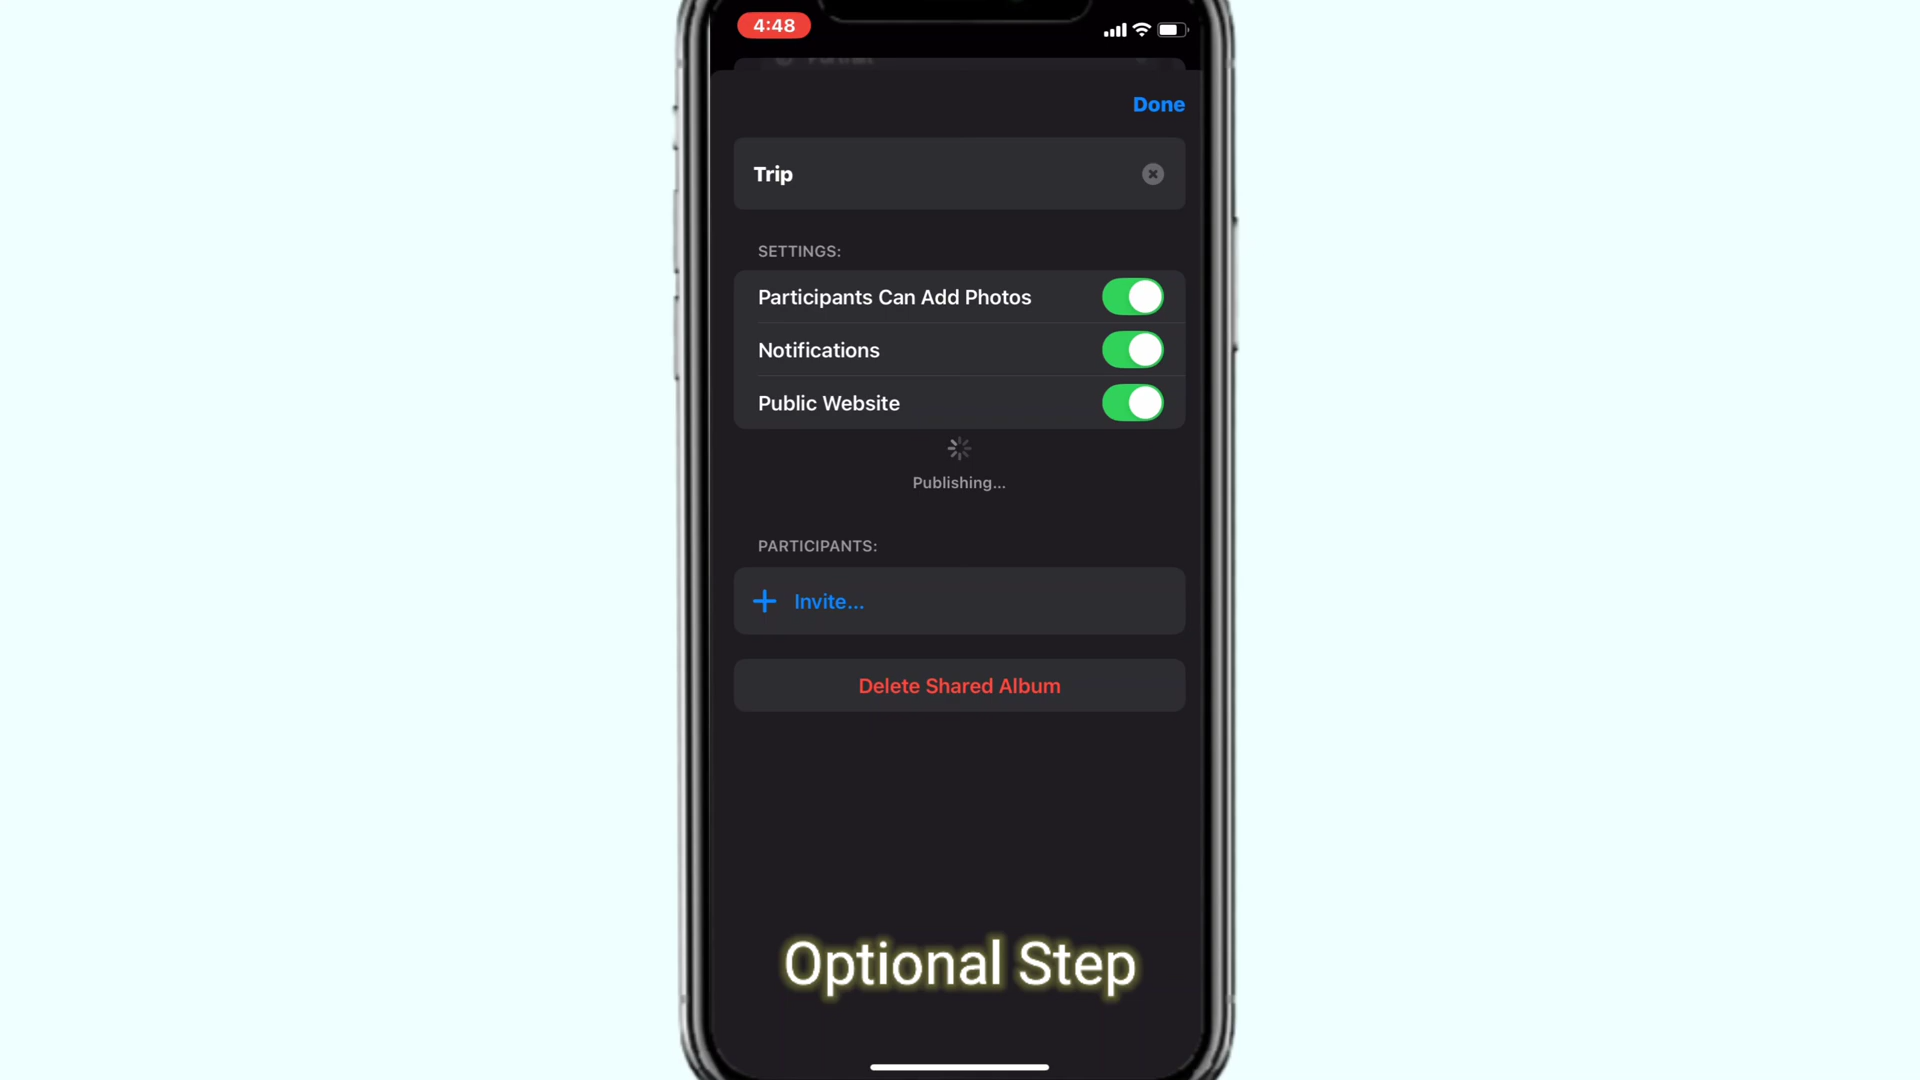 4:48
Done
Trip
SETTINGS:
Participants Can Add Photos
Notifications
Public Website
Publishing...
PARTICIPANTS:
Invite...
Delete Shared Album
Optional Step